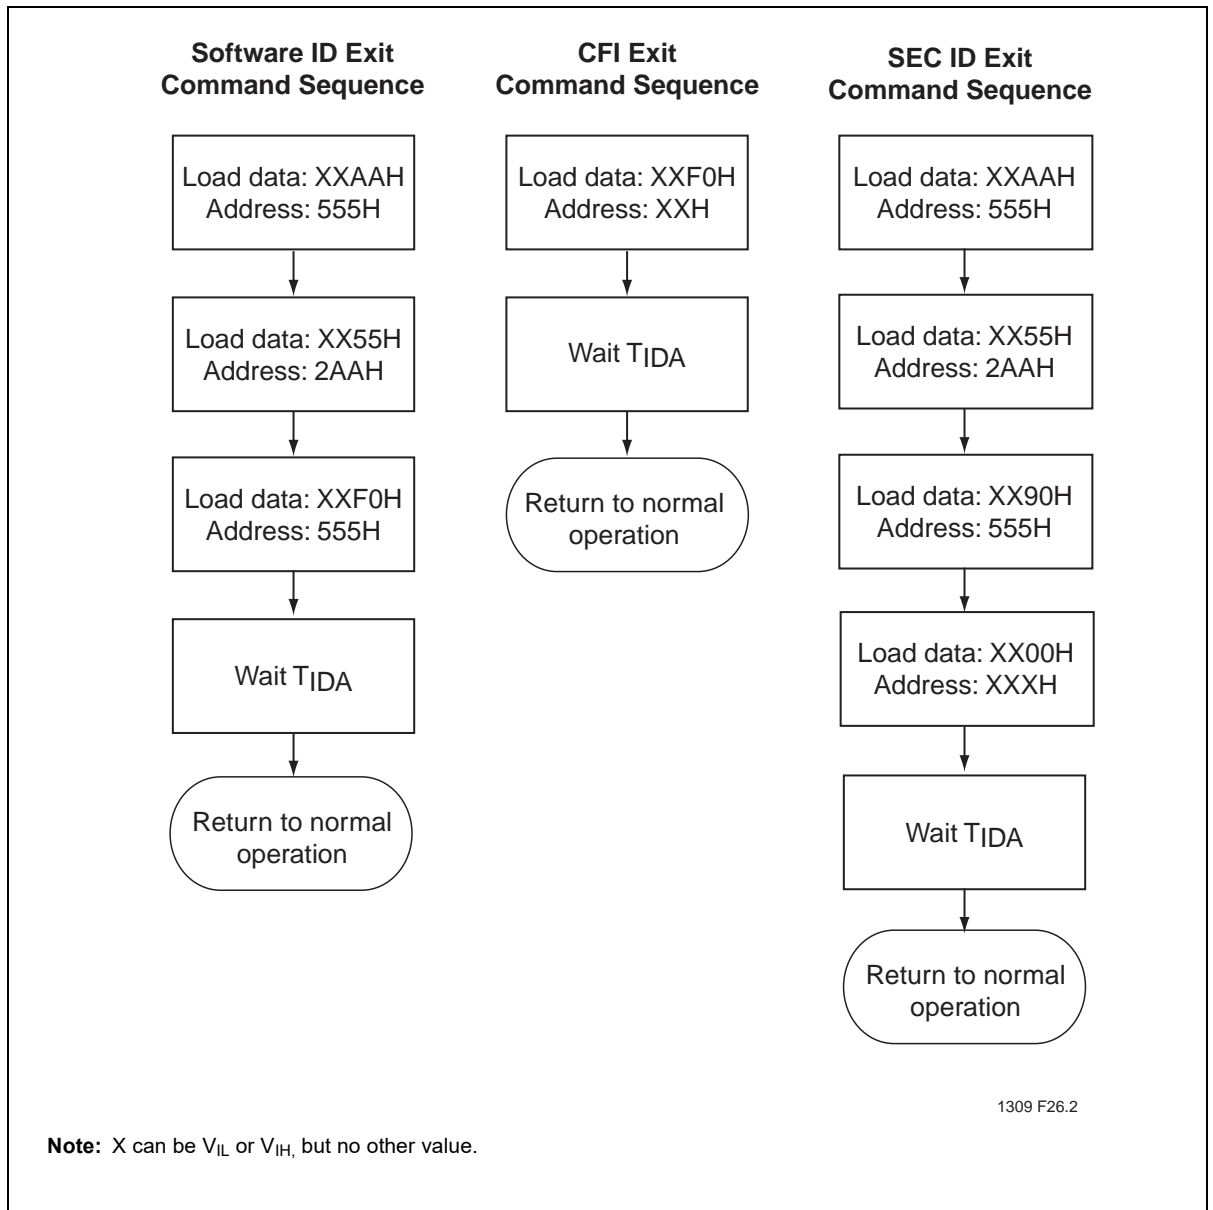 Software ID Exit
Command Sequence
Load data: XXAAH
Address: 555H
Load data: XX55H
Address: 2AAH
Load data: XXF0H
Address: 555H
Wait TIDA
Return to normal
operation
CFI Exit
Command Sequence
Load data: XXF0H
Address: XXH
Wait TIDA
Return to normal
operation
SEC ID Exit
Command Sequence
Load data: XXAAH
Address: 555H
Load data: XX55H
Address: 2AAH
Load data: XX90H
Address: 555H
Load data: XX00H
Address: XXXH
Wait TIDA
Return to normal
operation
1309 F26.2
Note: X can be VIL or VIH, but no other value.